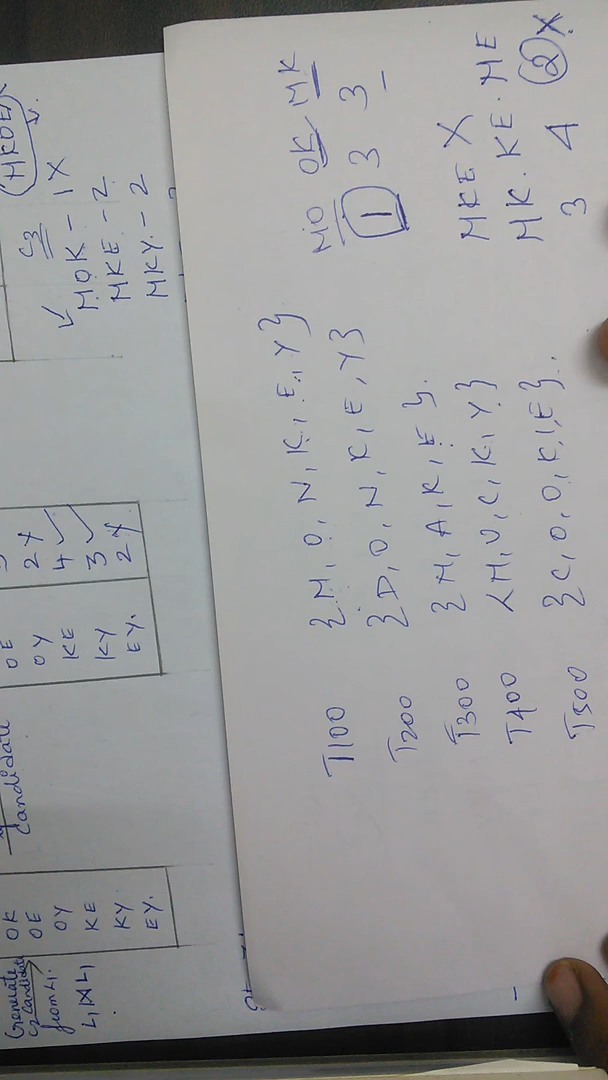 MO OK MK
1 3 3
T100 {M, O, N, K, E, Y}
T200 {D, O, N, K, E, Y}
T300 {M, A, K, E}.
T400 {M, U, C, K, Y}
T500 {C, O, O, K, I, E}.
MKE X
MK. KE. ME
3 4 2 X
C3
MOK - 1 X
MKE. - 2
MKY. - 2
Candidate
OE
OY 2 X
KE 4
KY 3
EY. 2 X
Generate
C2 candidate
from L1.
L1 ⋈ L1
OK
OE
OY
KE
KY
EY.